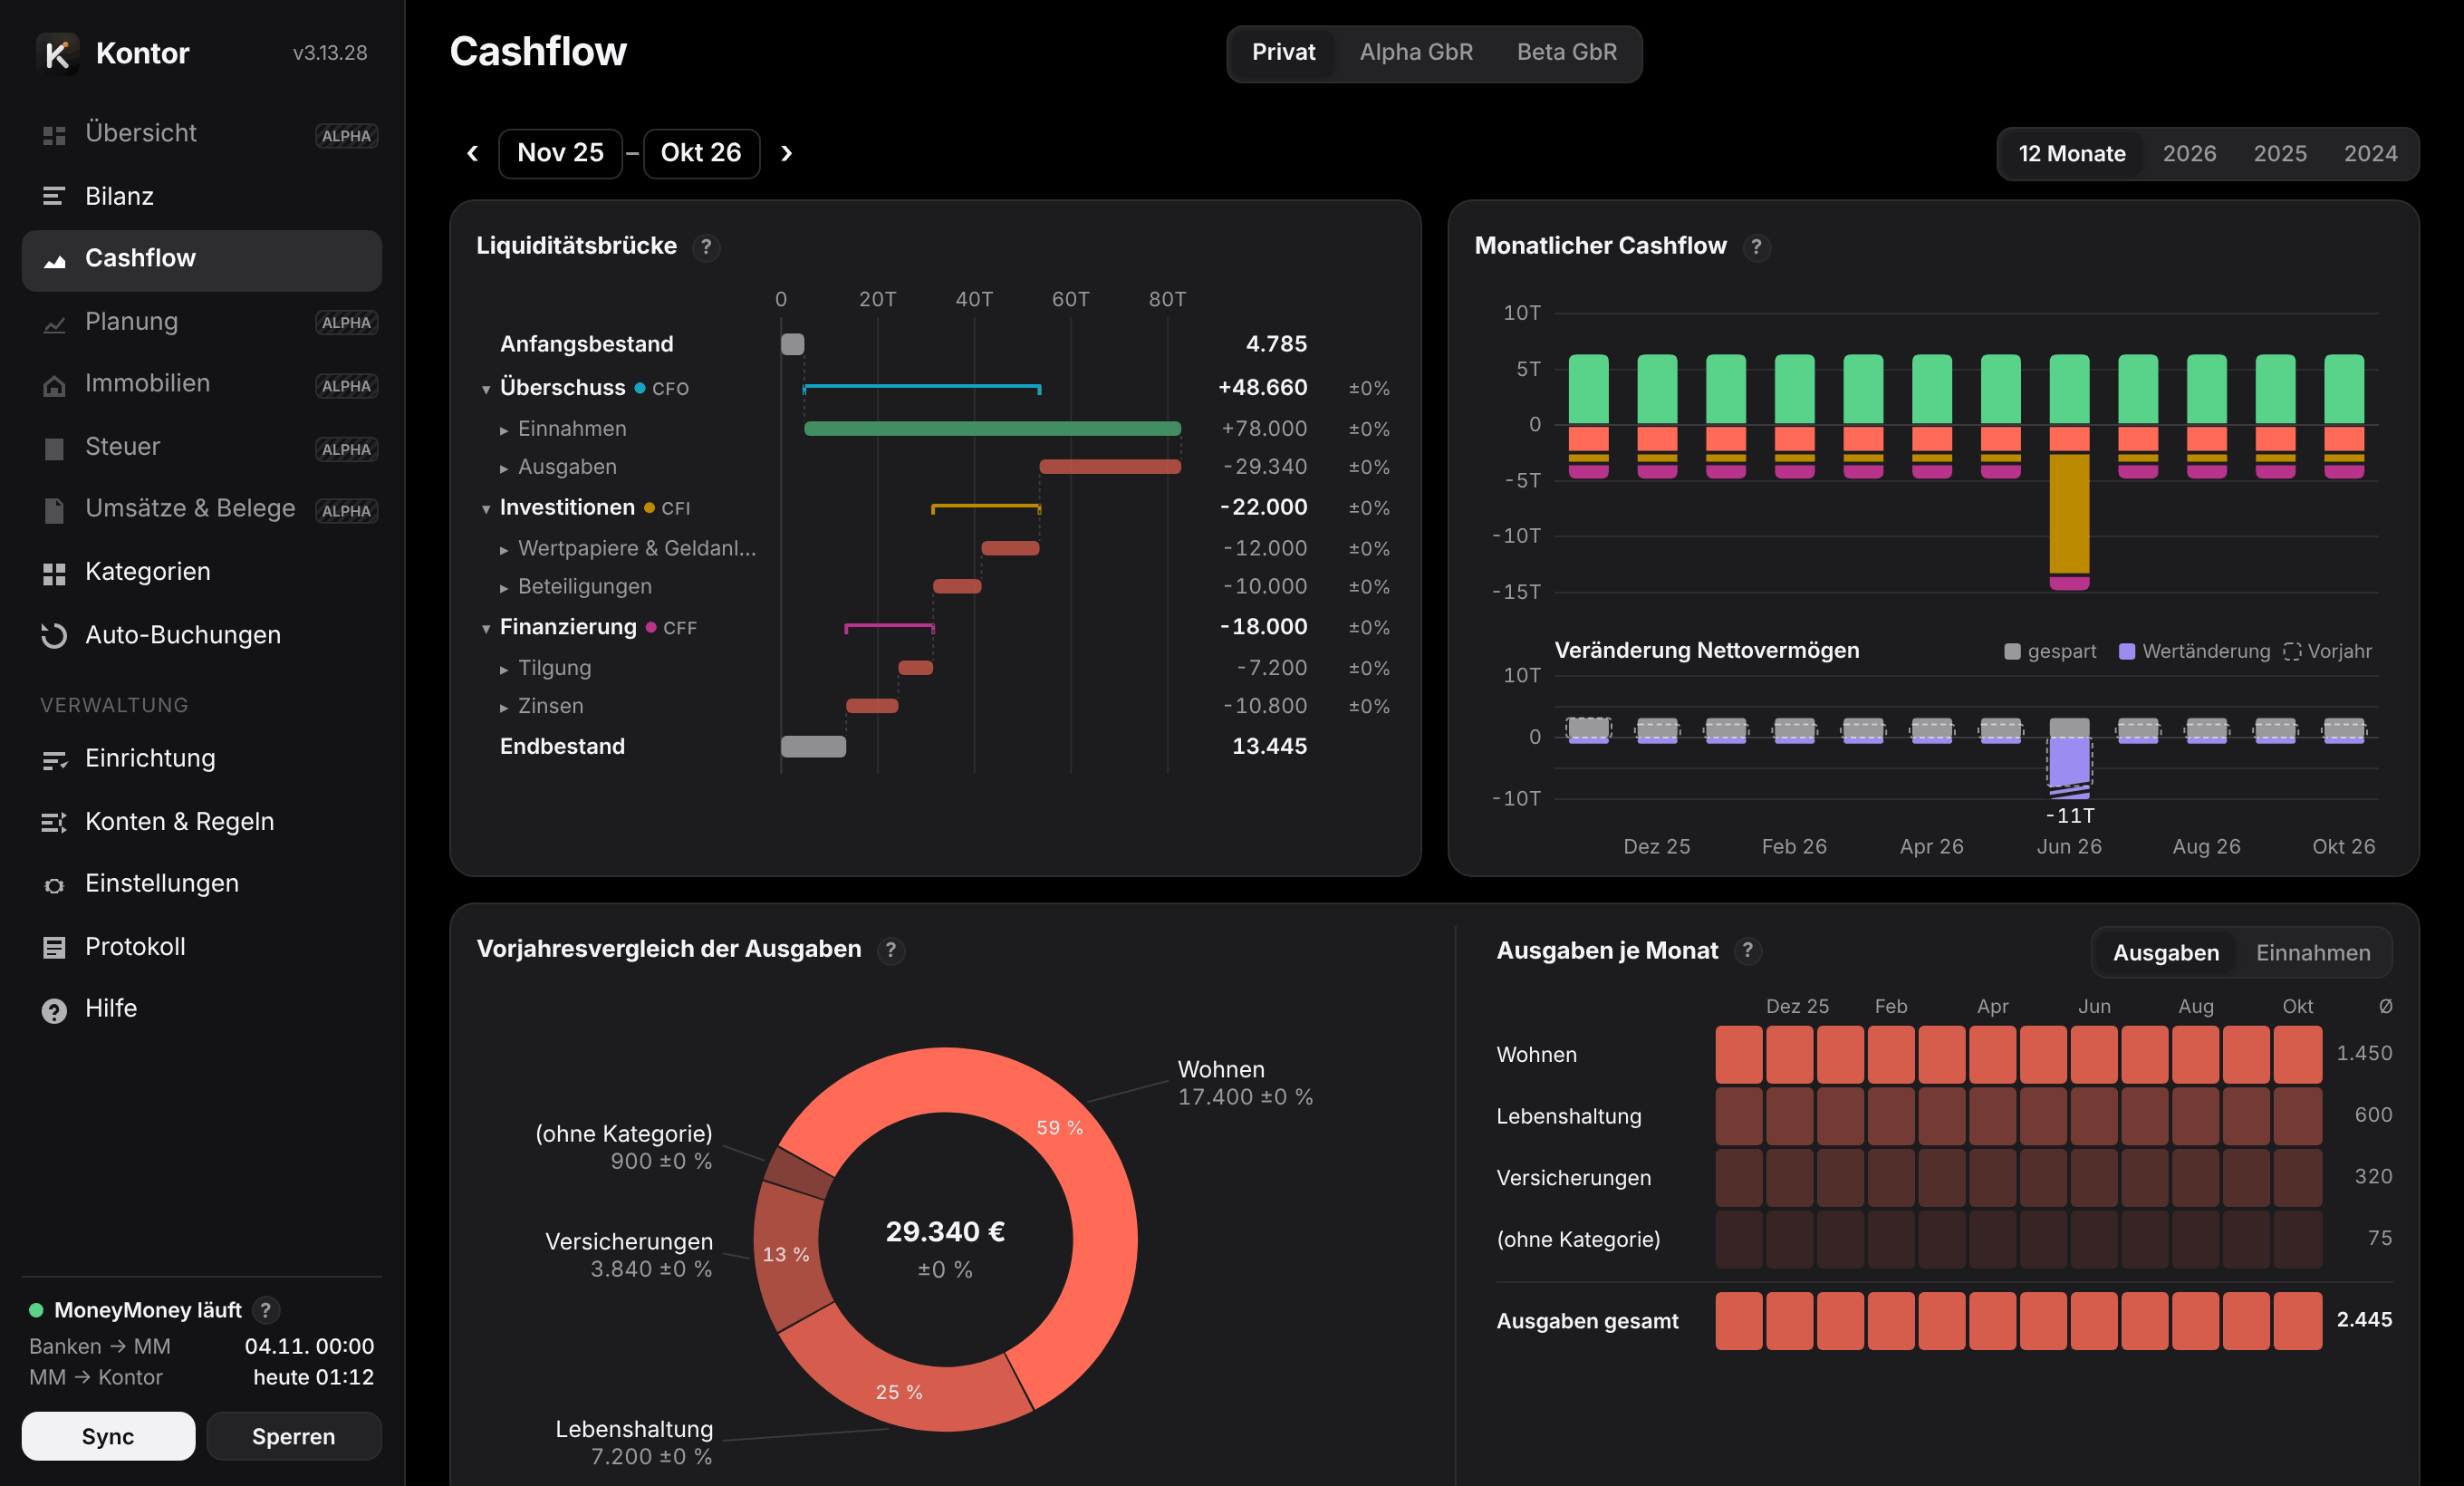 Kontor
v3.13.28
Übersicht ALPHA
Bilanz
Cashflow
Planung ALPHA
Immobilien ALPHA
Steuer ALPHA
Umsätze & Belege ALPHA
Kategorien
Auto-Buchungen
VERWALTUNG
Einrichtung
Konten & Regeln
Einstellungen
Protokoll
Hilfe
MoneyMoney läuft ?
Banken → MM 04.11. 00:00
MM → Kontor heute 01:12
Sync Sperren
Cashflow
Privat Alpha GbR Beta GbR
‹ Nov 25 – Okt 26 ›
12 Monate 2026 2025 2024
Liquiditätsbrücke ?
0 20T 40T 60T 80T
Anfangsbestand 4.785
▾ Überschuss CFO +48.660 ±0%
▸ Einnahmen +78.000 ±0%
▸ Ausgaben -29.340 ±0%
▾ Investitionen CFI -22.000 ±0%
▸ Wertpapiere & Geldanl... -12.000 ±0%
▸ Beteiligungen -10.000 ±0%
▾ Finanzierung CFF -18.000 ±0%
▸ Tilgung -7.200 ±0%
▸ Zinsen -10.800 ±0%
Endbestand 13.445
Monatlicher Cashflow ?
10T
5T
0
-5T
-10T
-15T
Veränderung Nettovermögen gespart Wertänderung Vorjahr
10T
0
-10T
-11T
Dez 25 Feb 26 Apr 26 Jun 26 Aug 26 Okt 26
Vorjahresvergleich der Ausgaben ?
Wohnen
17.400 ±0 %
59 %
(ohne Kategorie)
900 ±0 %
Versicherungen
3.840 ±0 %
13 %
29.340 €
±0 %
25 %
Lebenshaltung
7.200 ±0 %
Ausgaben je Monat ?
Ausgaben Einnahmen
Dez 25 Feb Apr Jun Aug Okt Ø
Wohnen 1.450
Lebenshaltung 600
Versicherungen 320
(ohne Kategorie) 75
Ausgaben gesamt 2.445